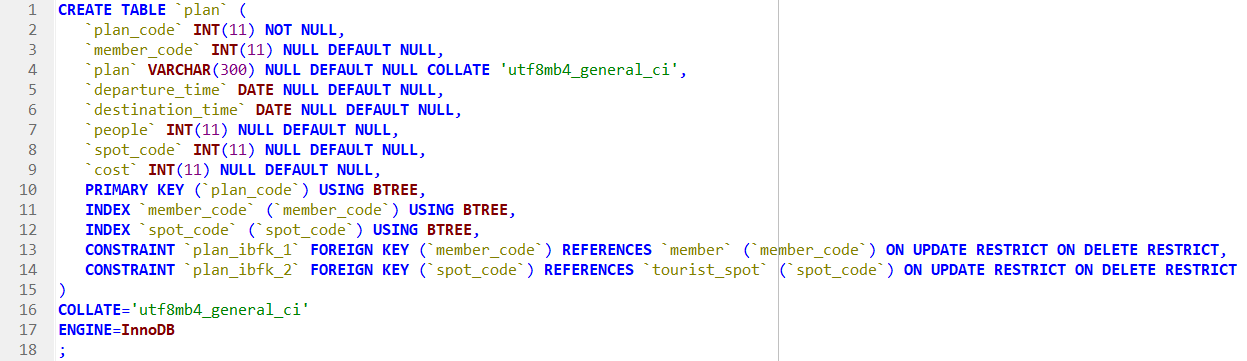 1 CREATE TABLE `plan` (
2 `plan_code` INT(11) NOT NULL,
3 `member_code` INT(11) NULL DEFAULT NULL,
4 `plan` VARCHAR(300) NULL DEFAULT NULL COLLATE 'utf8mb4_general_ci',
5 `departure_time` DATE NULL DEFAULT NULL,
6 `destination_time` DATE NULL DEFAULT NULL,
7 `people` INT(11) NULL DEFAULT NULL,
8 `spot_code` INT(11) NULL DEFAULT NULL,
9 `cost` INT(11) NULL DEFAULT NULL,
10 PRIMARY KEY (`plan_code`) USING BTREE,
11 INDEX `member_code` (`member_code`) USING BTREE,
12 INDEX `spot_code` (`spot_code`) USING BTREE,
13 CONSTRAINT `plan_ibfk_1` FOREIGN KEY (`member_code`) REFERENCES `member` (`member_code`) ON UPDATE RESTRICT ON DELETE RESTRICT,
14 CONSTRAINT `plan_ibfk_2` FOREIGN KEY (`spot_code`) REFERENCES `tourist_spot` (`spot_code`) ON UPDATE RESTRICT ON DELETE RESTRICT
15 )
16 COLLATE='utf8mb4_general_ci'
17 ENGINE=InnoDB
18 ;